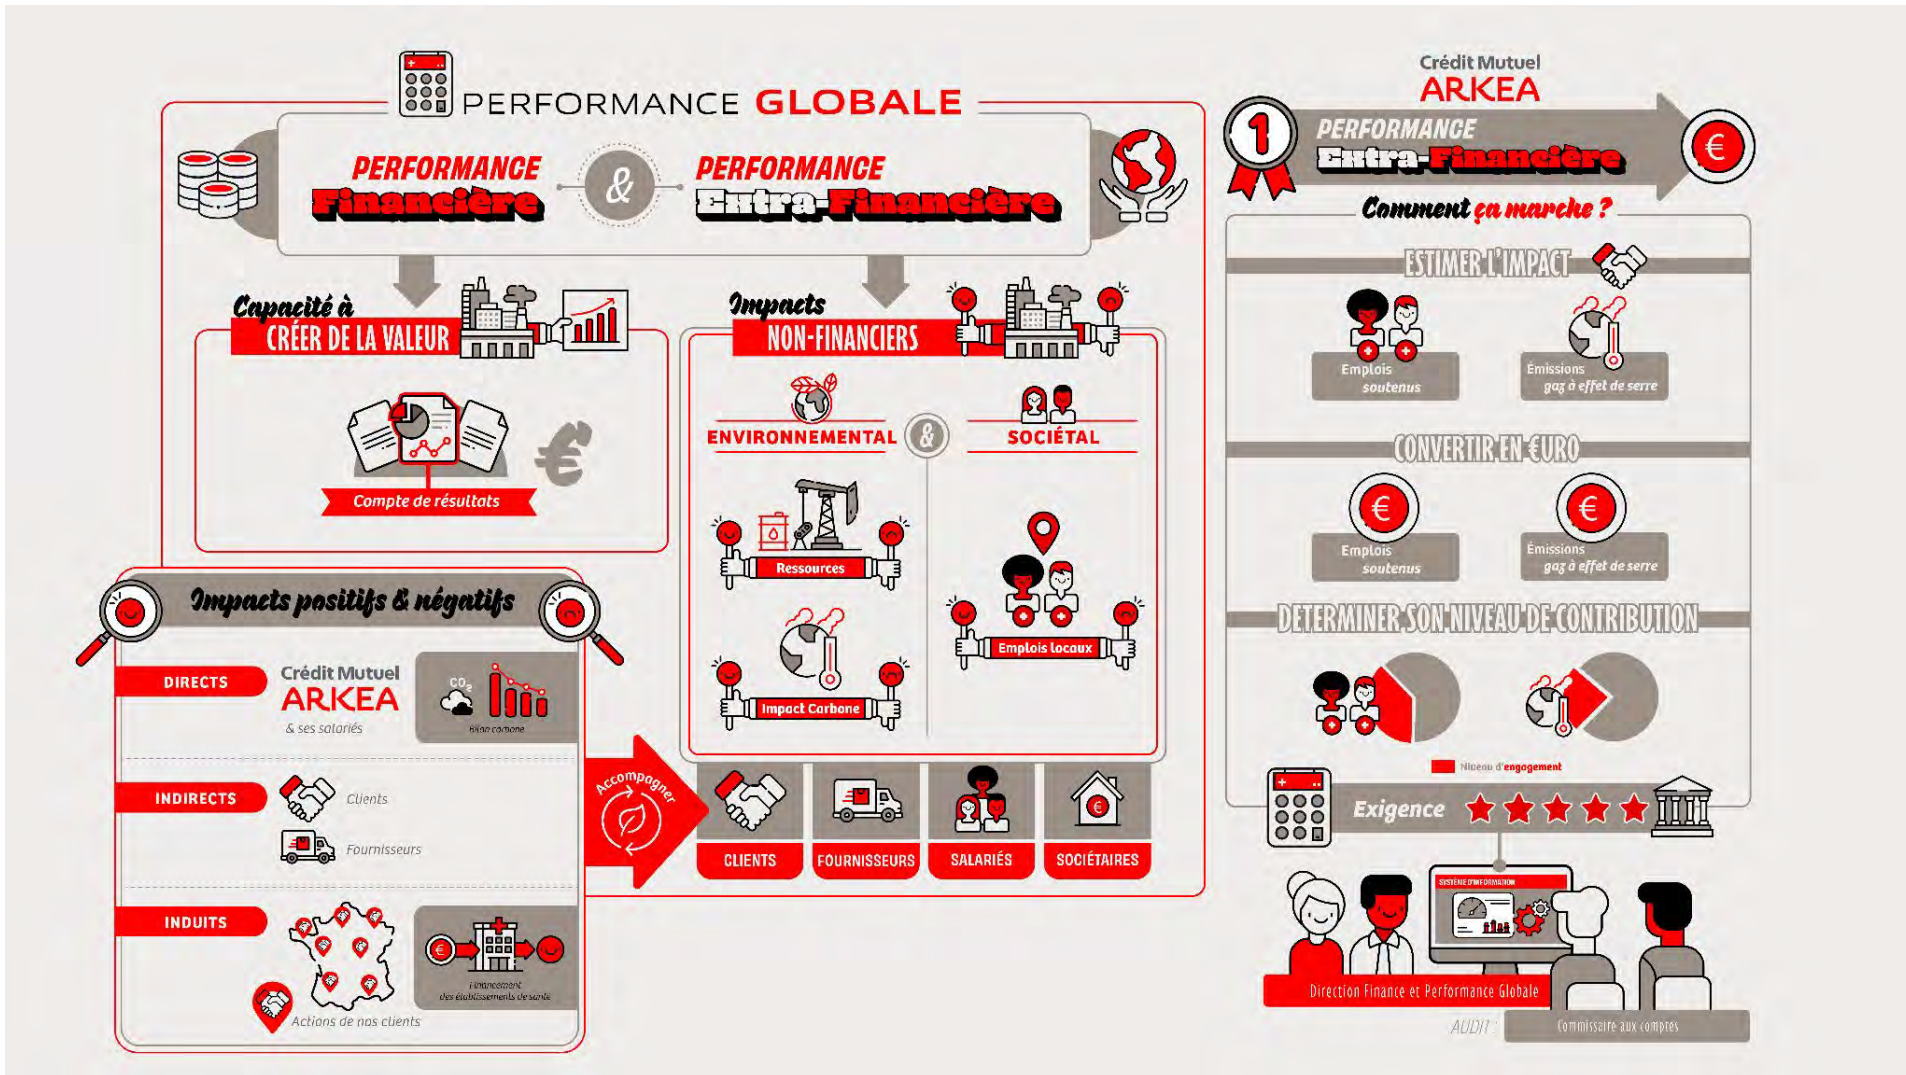 PERFORMANCE GLOBALE
PERFORMANCE
Financière
&
PERFORMANCE
Extra-Financière
Capacité à
CRÉER DE LA VALEUR
Compte de résultats
€
Impacts
NON-FINANCIERS
ENVIRONNEMENTAL
&
SOCIÉTAL
Ressources
Impact Carbone
Emplois locaux
Impacts positifs & négatifs
DIRECTS
Crédit Mutuel
ARKEA
& ses salariés
CO2
Bilan carbone
INDIRECTS
Clients
Fournisseurs
INDUITS
Actions de nos clients
€
Financement
des établissements de santé
Accompagner
CLIENTS
FOURNISSEURS
SALARIÉS
€
SOCIÉTAIRES
Crédit Mutuel
ARKEA
1
PERFORMANCE
Extra-Financière
€
Comment ça marche ?
ESTIMER L'IMPACT
Emplois
soutenus
Émissions
gaz à effet de serre
CONVERTIR EN €URO
€
€
Emplois
soutenus
Émissions
gaz à effet de serre
DETERMINER SON NIVEAU DE CONTRIBUTION
Niveau d'engagement
Exigence
SYSTÈME D'INFORMATION
Direction Finance et Performance Globale
AUDIT :
Commissaire aux comptes